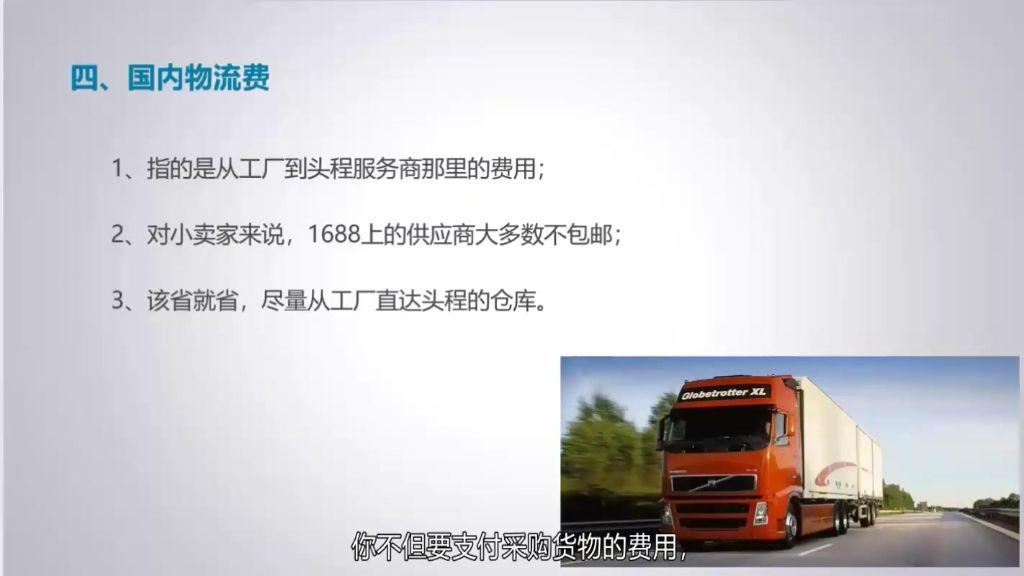 四、国内物流费
1、指的是从工厂到头程服务商那里的费用；
2、对小卖家来说，1688上的供应商大多数不包邮；
3、该省就省，尽量从工厂直达头程的仓库。
Globetrotter XL
你不但要支付采购货物的费用，